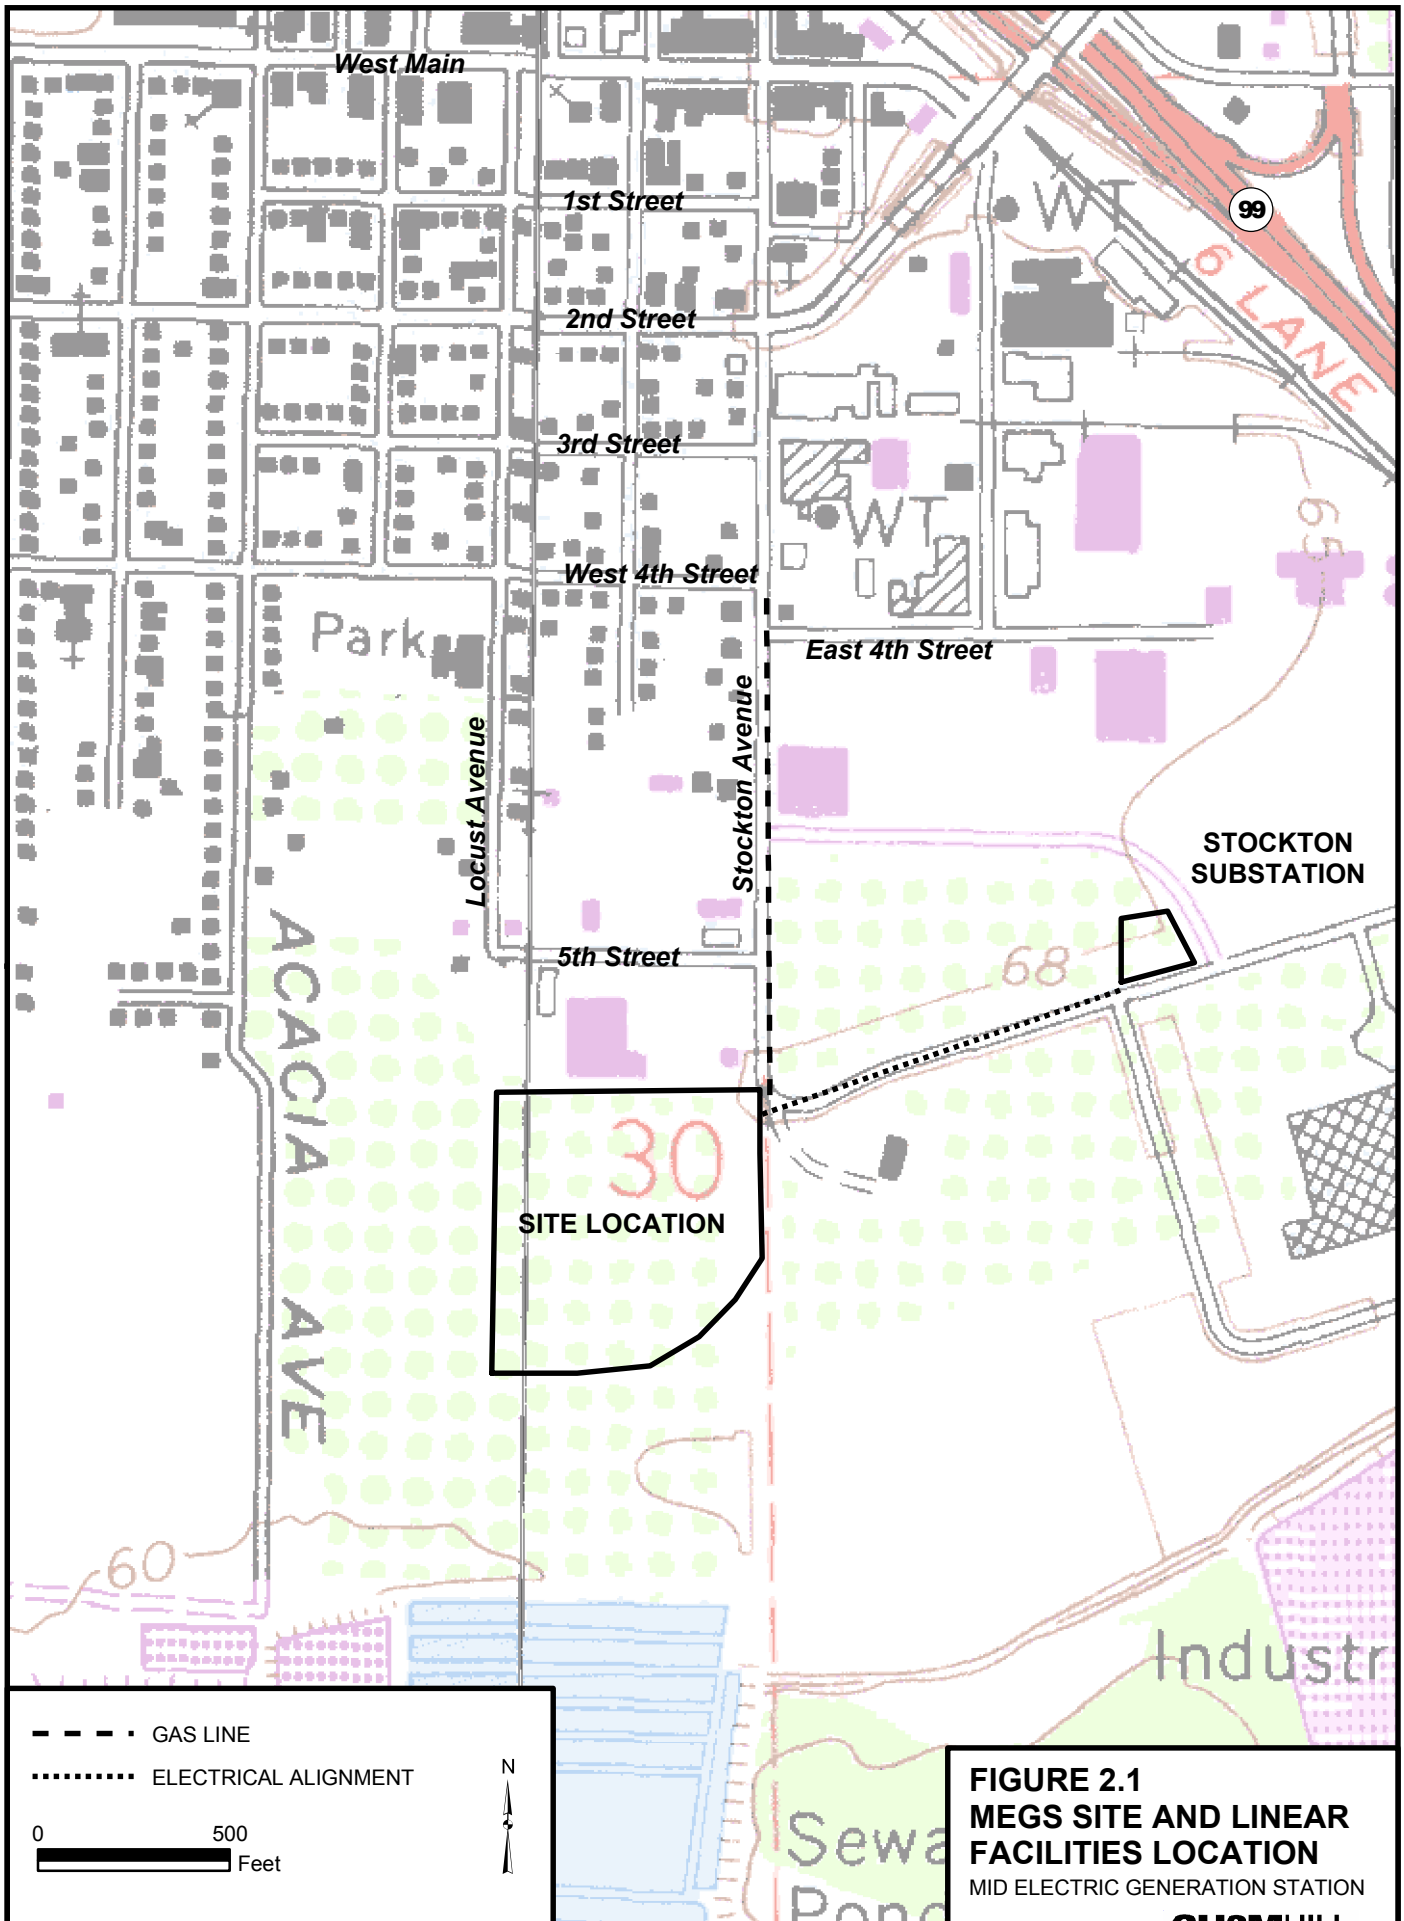 West Main
1st Street
WT
99
6 LANE
2nd Street
3rd Street
65
WT
West 4th Street
Park
East 4th Street
Locust Avenue
Stockton Avenue
STOCKTON
SUBSTATION
5th Street
68
ACACIA AVE
30
SITE LOCATION
60
Industr
GAS LINE
ELECTRICAL ALIGNMENT
N
0 500
Feet
Sewa
Pond
FIGURE 2.1
MEGS SITE AND LINEAR
FACILITIES LOCATION
MID ELECTRIC GENERATION STATION